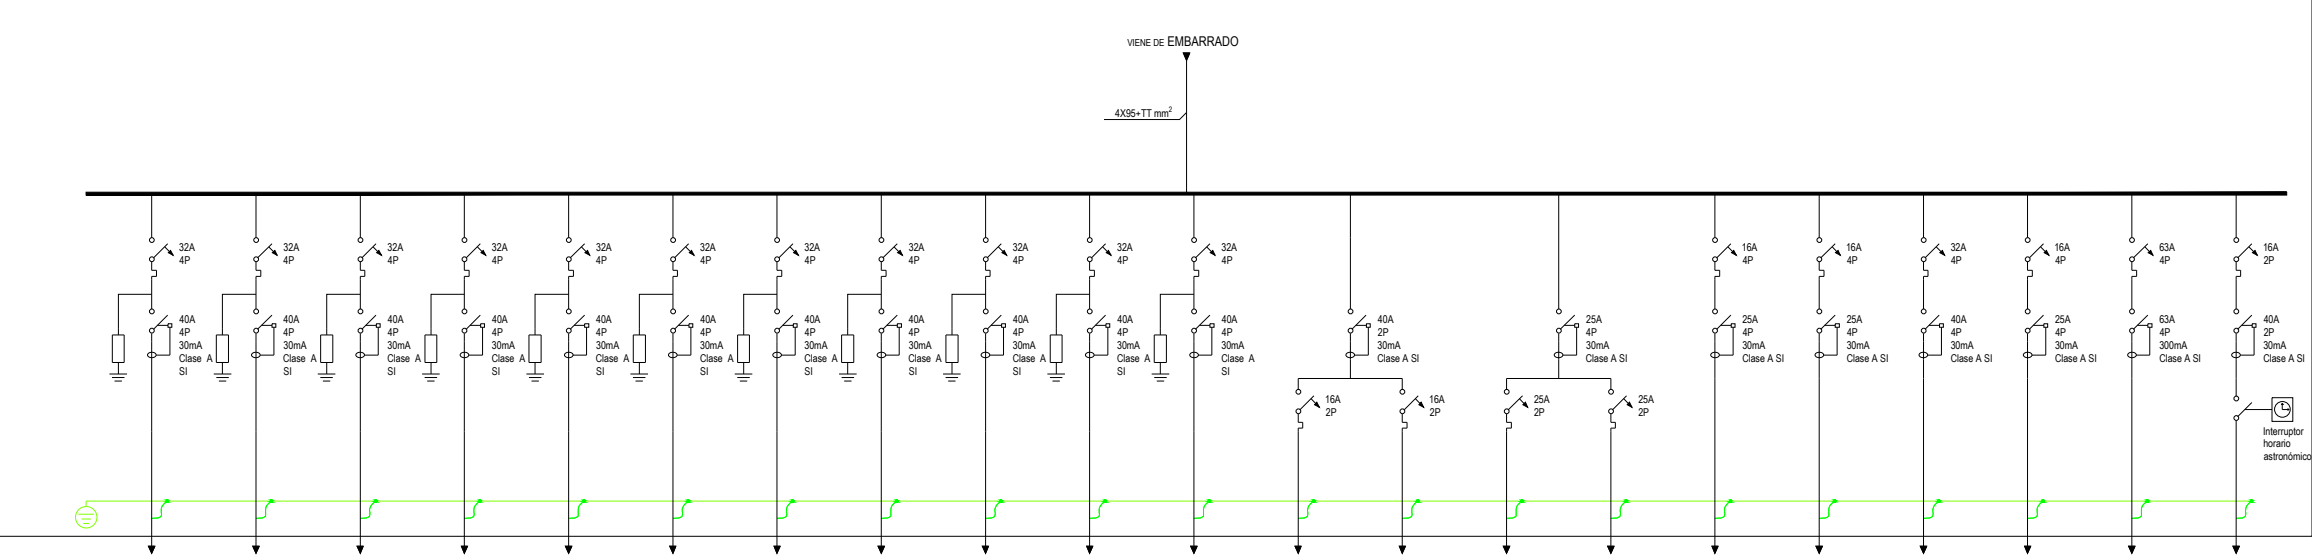 VIENE DE EMBARRADO
4X95+TT mm²
32A
4P
32A
4P
32A
4P
32A
4P
32A
4P
32A
4P
32A
4P
32A
4P
32A
4P
32A
4P
32A
4P
16A
4P
16A
4P
32A
4P
16A
4P
63A
4P
16A
2P
40A
4P
30mA
Clase A
SI
40A
4P
30mA
Clase A
SI
40A
4P
30mA
Clase A
SI
40A
4P
30mA
Clase A
SI
40A
4P
30mA
Clase A
SI
40A
4P
30mA
Clase A
SI
40A
4P
30mA
Clase A
SI
40A
4P
30mA
Clase A
SI
40A
4P
30mA
Clase A
SI
40A
4P
30mA
Clase A
SI
40A
4P
30mA
Clase A
SI
40A
2P
30mA
Clase A SI
25A
4P
30mA
Clase A SI
25A
4P
30mA
Clase A SI
25A
4P
30mA
Clase A SI
40A
4P
30mA
Clase A SI
25A
4P
30mA
Clase A SI
63A
4P
300mA
Clase A SI
40A
2P
30mA
Clase A SI
16A
2P
16A
2P
25A
2P
25A
2P
Interruptor
horario
astronómico